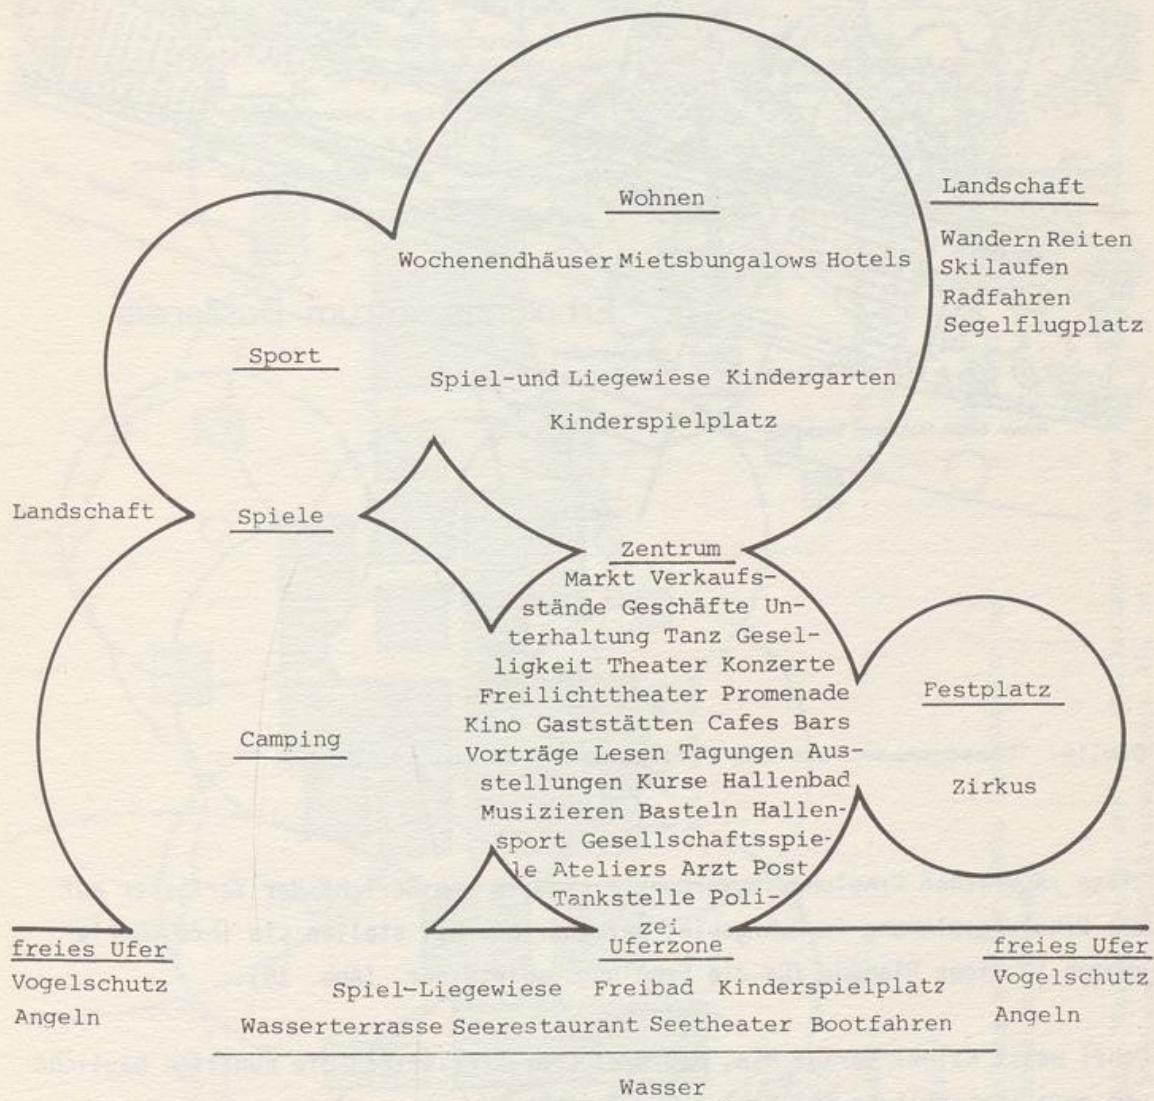 Wohnen
Wochenendhäuser Mietsbungalows Hotels
Spiel-und Liegewiese Kindergarten
Kinderspielplatz
Landschaft
Wandern Reiten
Skilaufen
Radfahren
Segelflugplatz
Sport
Landschaft
Spiele
Camping
Zentrum
Markt Verkaufs-
stände Geschäfte Un-
terhaltung Tanz Gesel-
ligkeit Theater Konzerte
Freilichttheater Promenade
Kino Gaststätten Cafes Bars
Vorträge Lesen Tagungen Aus-
stellungen Kurse Hallenbad
Musizieren Basteln Hallen-
sport Gesellschaftsspie-
le Ateliers Arzt Post
Tankstelle Poli-
zei
Festplatz
Zirkus
freies Ufer
Vogelschutz
Angeln
Uferzone
Spiel-Liegewiese Freibad Kinderspielplatz
Wasserterrasse Seerestaurant Seetheater Bootfahren
freies Ufer
Vogelschutz
Angeln
Wasser